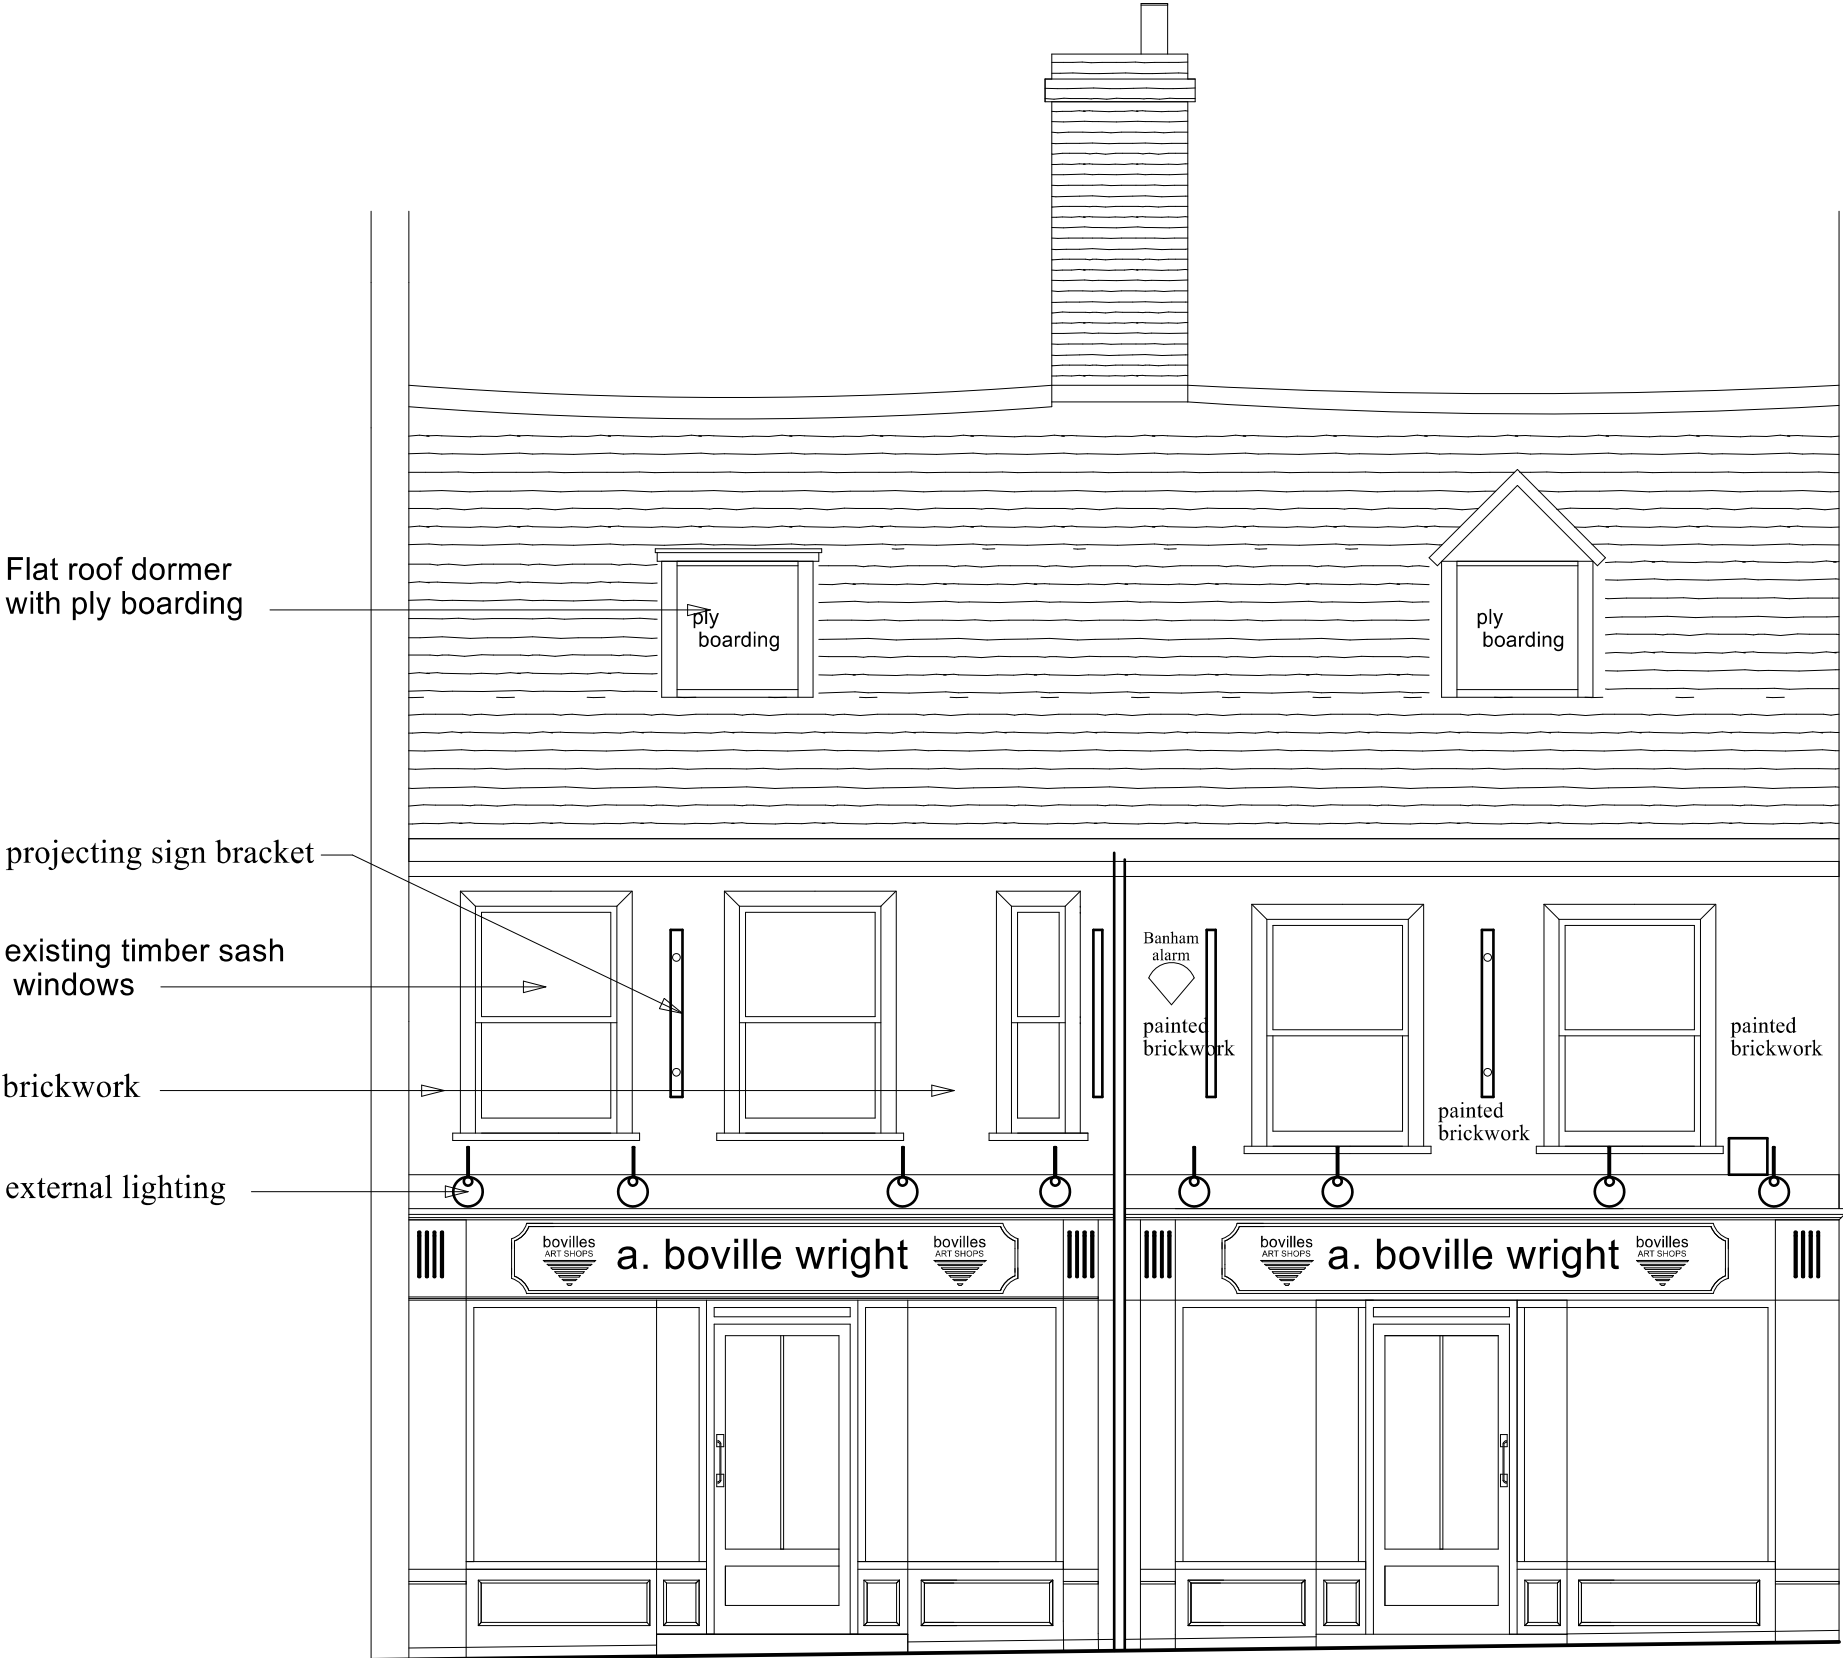 Flat roof dormer
with ply boarding
ply
boarding
ply
boarding
projecting sign bracket
existing timber sash
windows
brickwork
external lighting
Banham
alarm
painted
brickwork
painted
brickwork
painted
brickwork
bovilles
ART SHOPS
a. boville wright
bovilles
ART SHOPS
bovilles
ART SHOPS
a. boville wright
bovilles
ART SHOPS